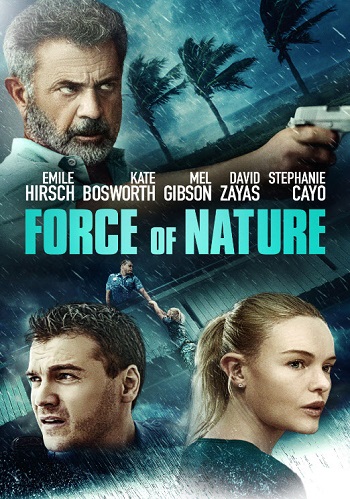 EMILE KATE MEL DAVID STEPHANIE
HIRSCH BOSWORTH GIBSON ZAYAS CAYO
FORCE OF NATURE